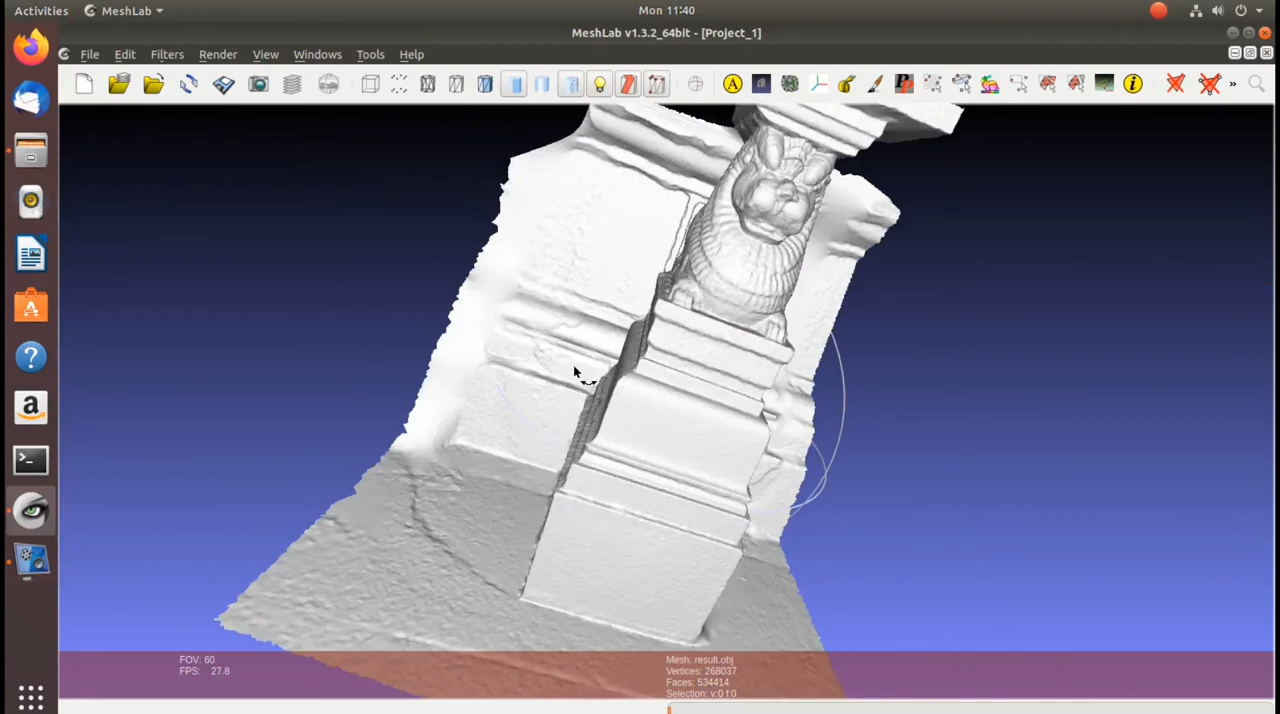 Activities MeshLab Mon 11:40
MeshLab v1.3.2_64bit - [Project_1]
File Edit Filters Render View Windows Tools Help
A
FOV: 60
FPS: 27.8
Mesh: result.obj
Vertices: 268037
Faces: 534414
Selection: v:0 f:0